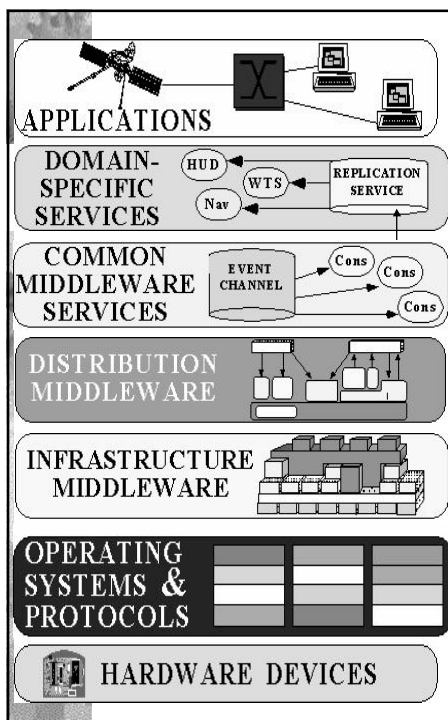 APPLICATIONS
DOMAIN-
SPECIFIC
SERVICES
HUD
WTS
Nav
REPLICATION
SERVICE
COMMON
MIDDLEWARE
SERVICES
EVENT
CHANNEL
Cons
Cons
Cons
DISTRIBUTION
MIDDLEWARE
INFRASTRUCTURE
MIDDLEWARE
OPERATING
SYSTEMS &
PROTOCOLS
HARDWARE DEVICES